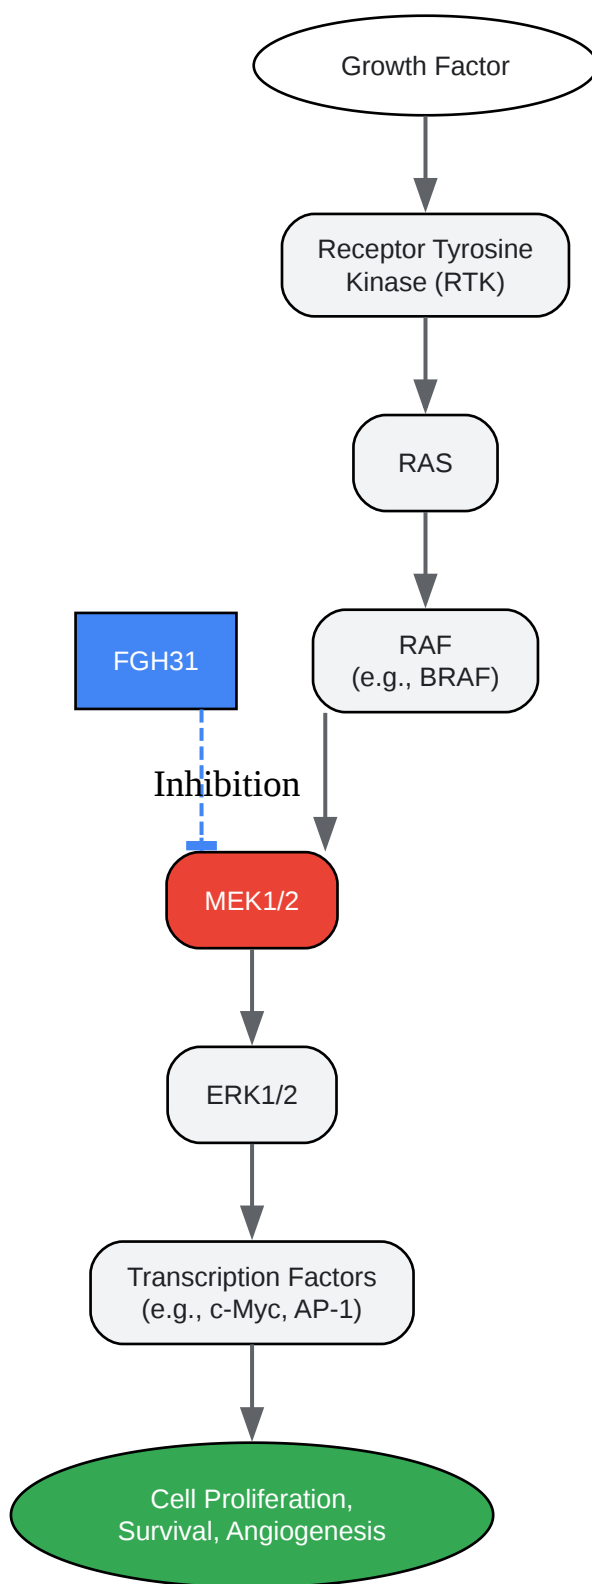 Growth Factor
Receptor Tyrosine
Kinase (RTK)
RAS
RAF
(e.g., BRAF)
FGH31
Inhibition
MEK1/2
ERK1/2
Transcription Factors
(e.g., c-Myc, AP-1)
Cell Proliferation,
Survival, Angiogenesis